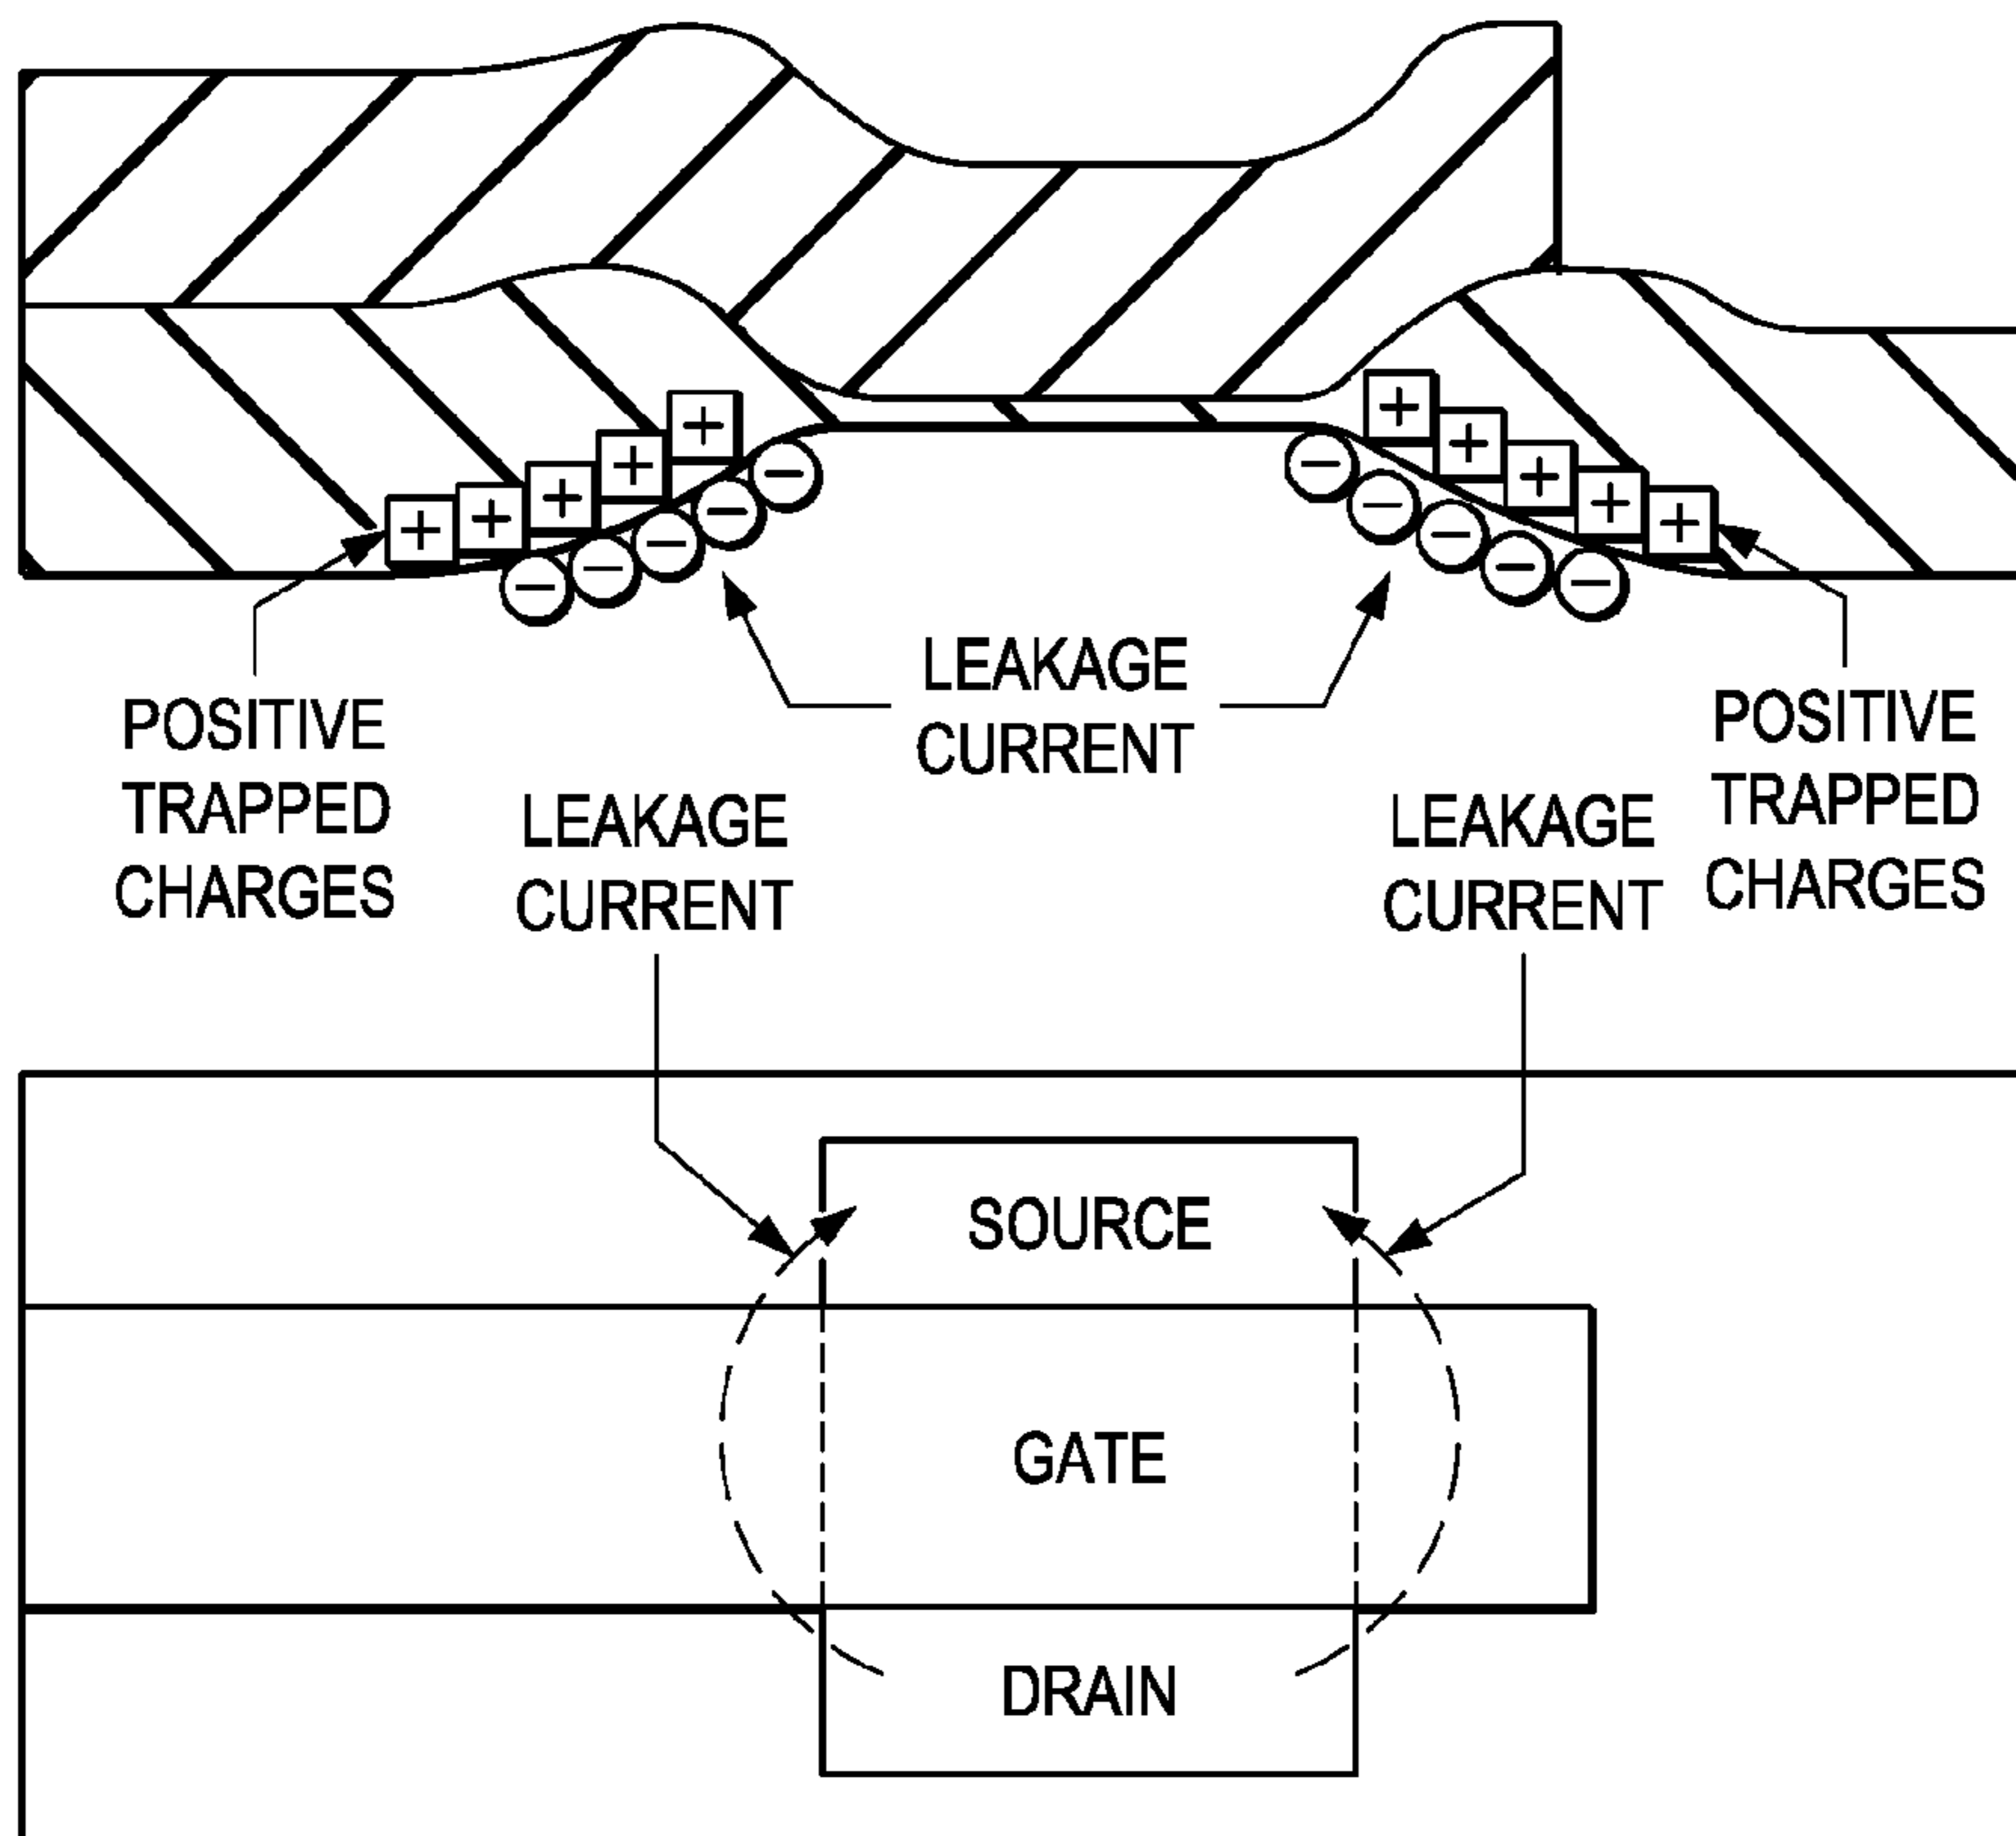 LEAKAGE
CURRENT
POSITIVE
TRAPPED
CHARGES
LEAKAGE
CURRENT
LEAKAGE
CURRENT
POSITIVE
TRAPPED
CHARGES
SOURCE
GATE
DRAIN